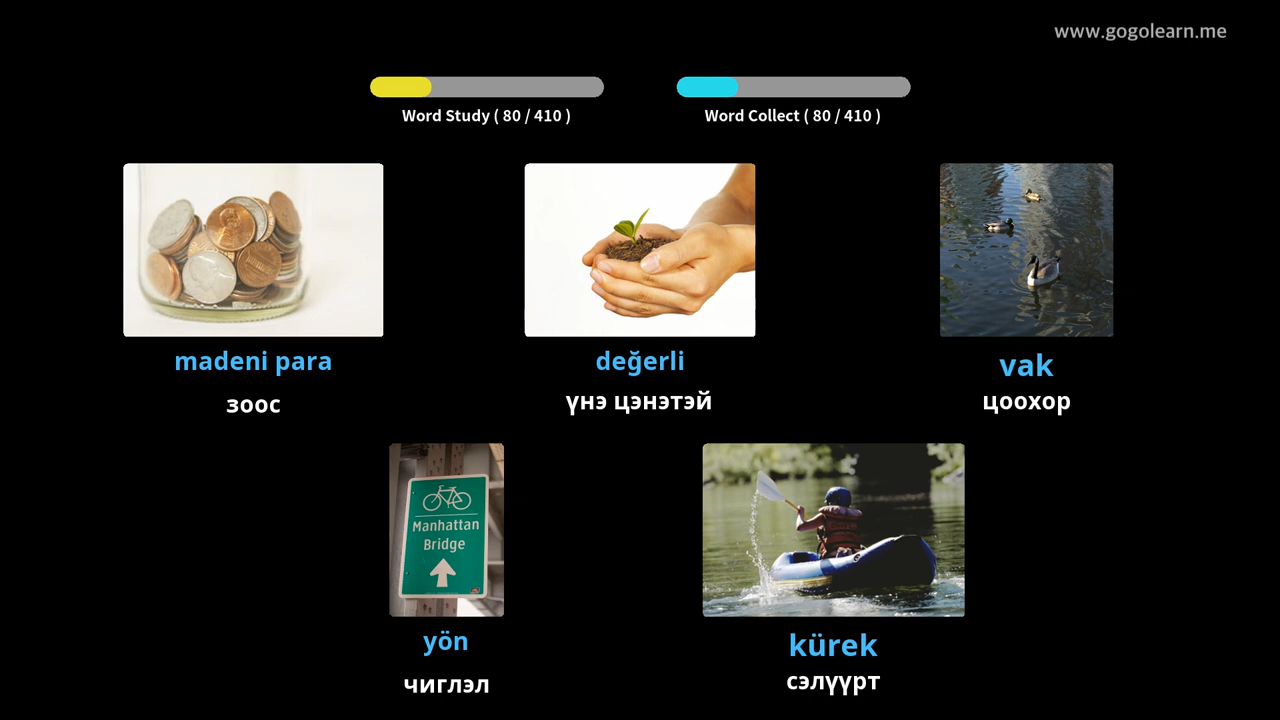 www.gogolearn.me
Word Study ( 80 / 410 )
Word Collect ( 80 / 410 )
madeni para
зоос
değerli
үнэ цэнэтэй
vak
цоохор
Manhattan
Bridge
yön
чиглэл
kürek
сэлүүрт